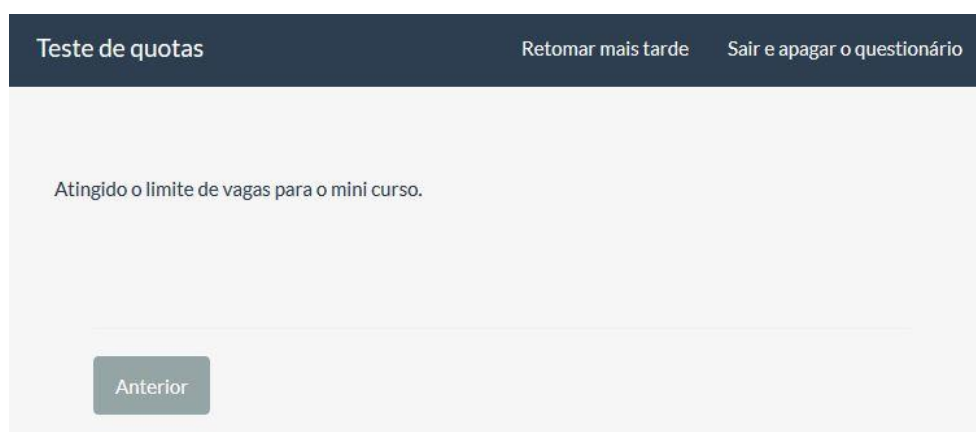 Teste de quotas Retomar mais tarde Sair e apagar o questionário
Atingido o limite de vagas para o mini curso.
Anterior